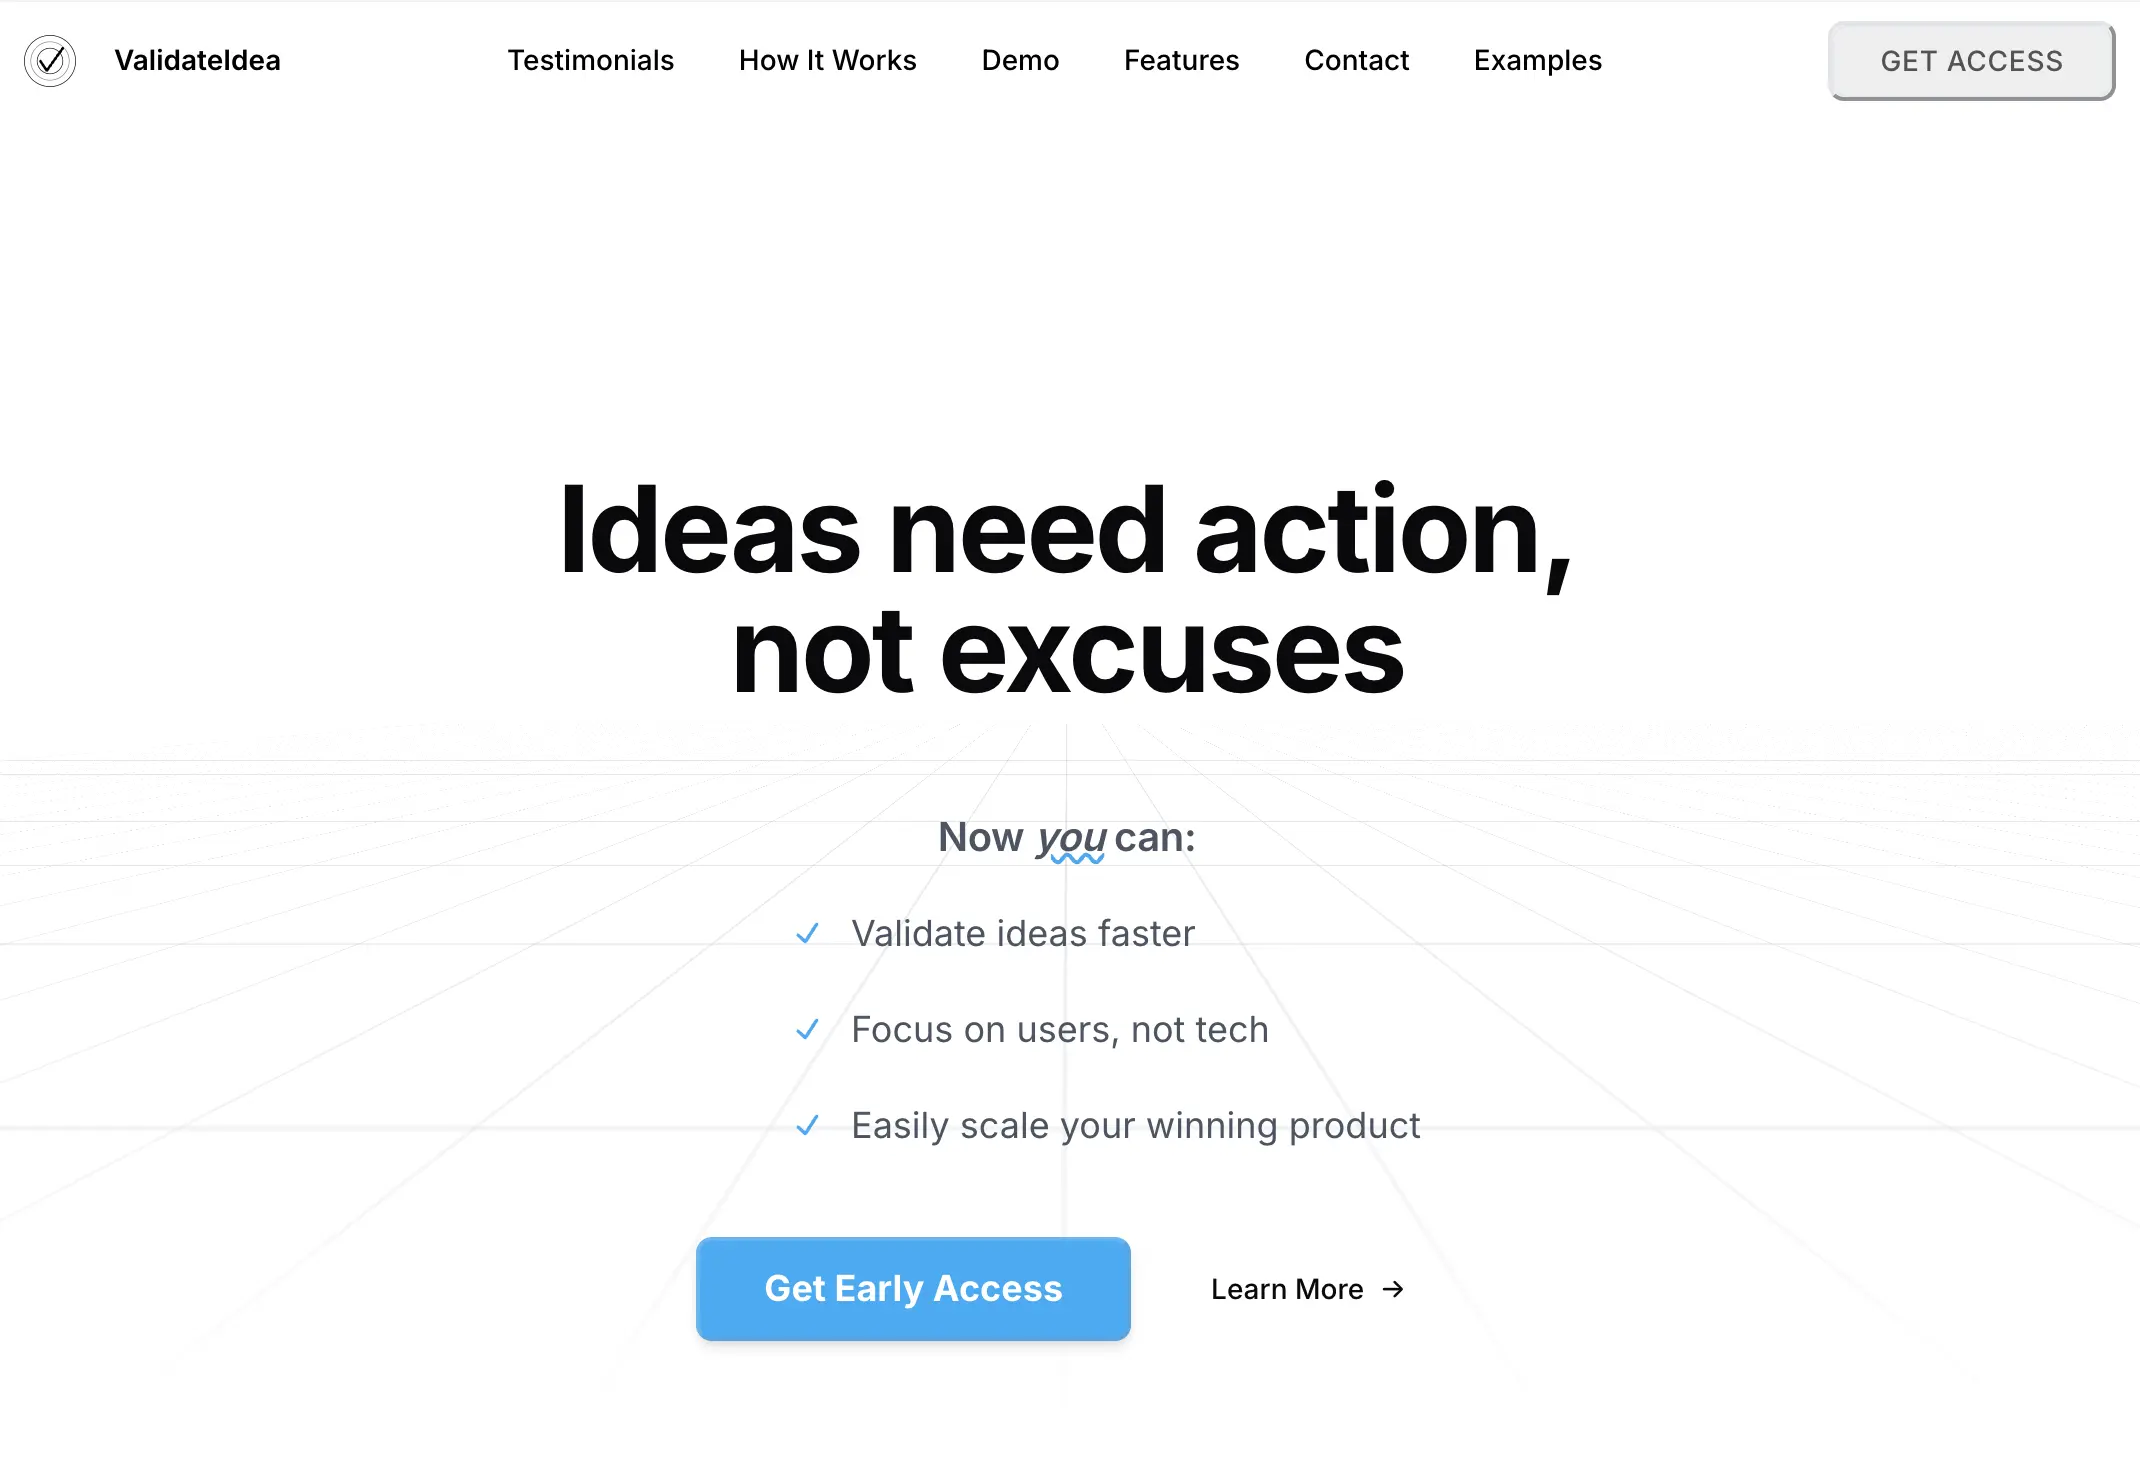 ValidateIdea
Testimonials
How It Works
Demo
Features
Contact
Examples
GET ACCESS
Ideas need action,
not excuses
Now you can:
Validate ideas faster
Focus on users, not tech
Easily scale your winning product
Get Early Access
Learn More →